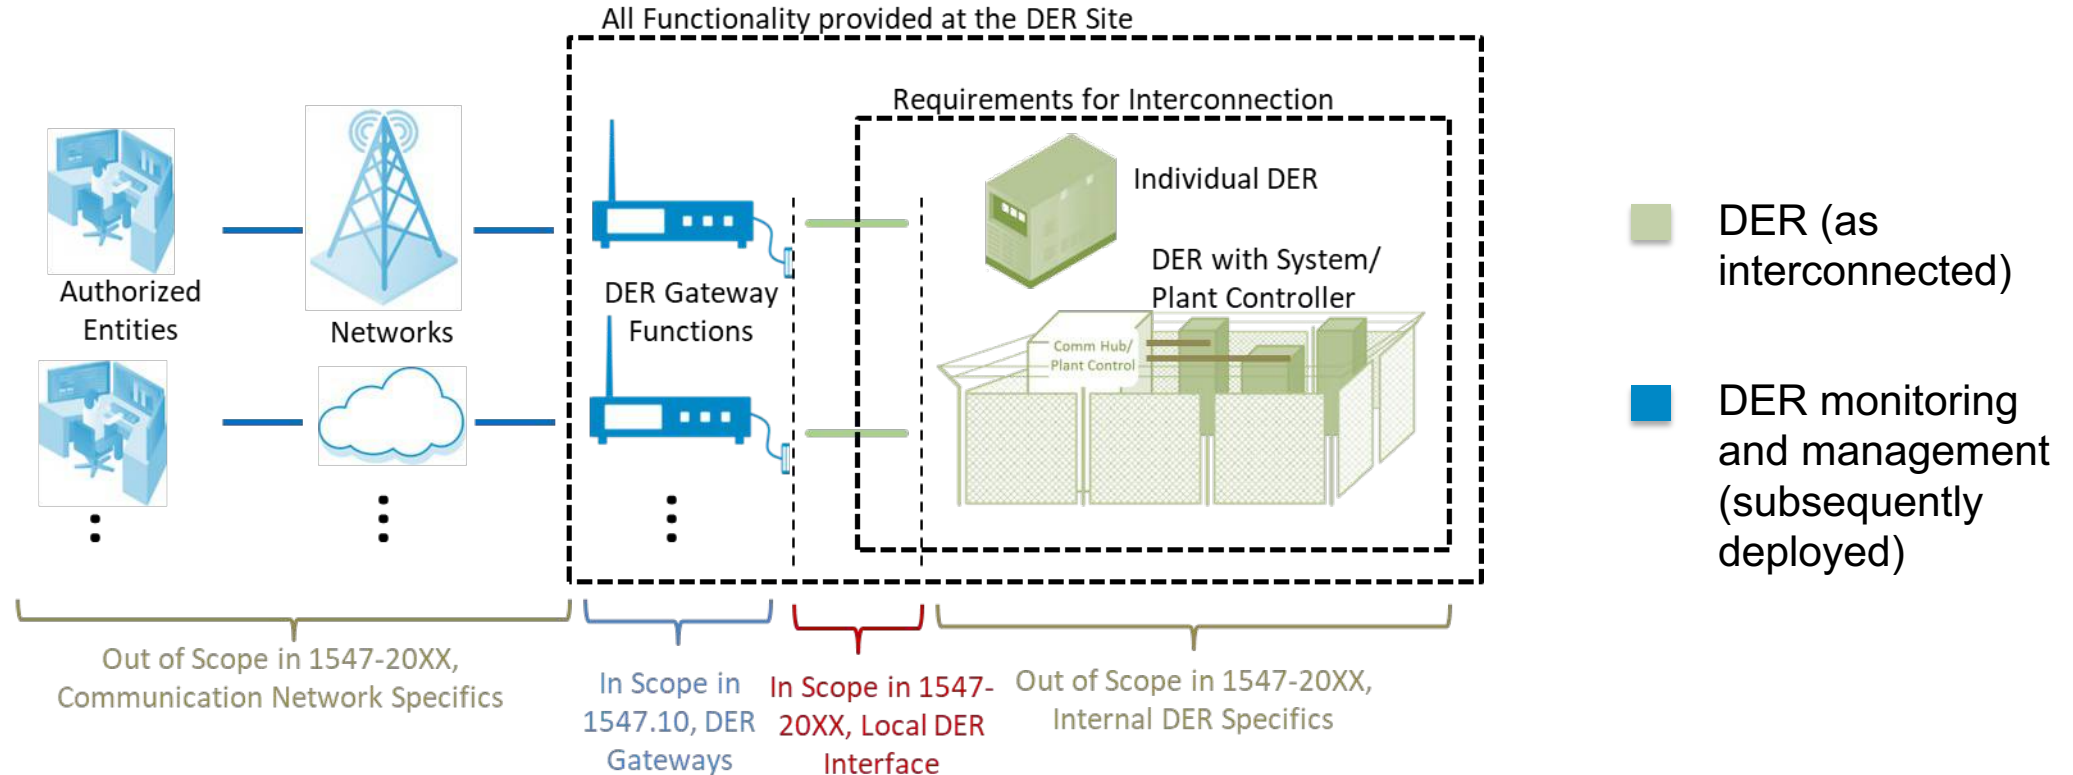 All Functionality provided at the DER Site
Requirements for Interconnection
Individual DER
DER with System/
Plant Controller
Comm Hub/
Plant Control
Authorized
Entities
Networks
DER Gateway
Functions
DER (as
interconnected)
DER monitoring
and management
(subsequently
deployed)
Out of Scope in 1547-20XX,
Communication Network Specifics
In Scope in
1547.10, DER
Gateways
In Scope in 1547-
20XX, Local DER
Interface
Out of Scope in 1547-20XX,
Internal DER Specifics